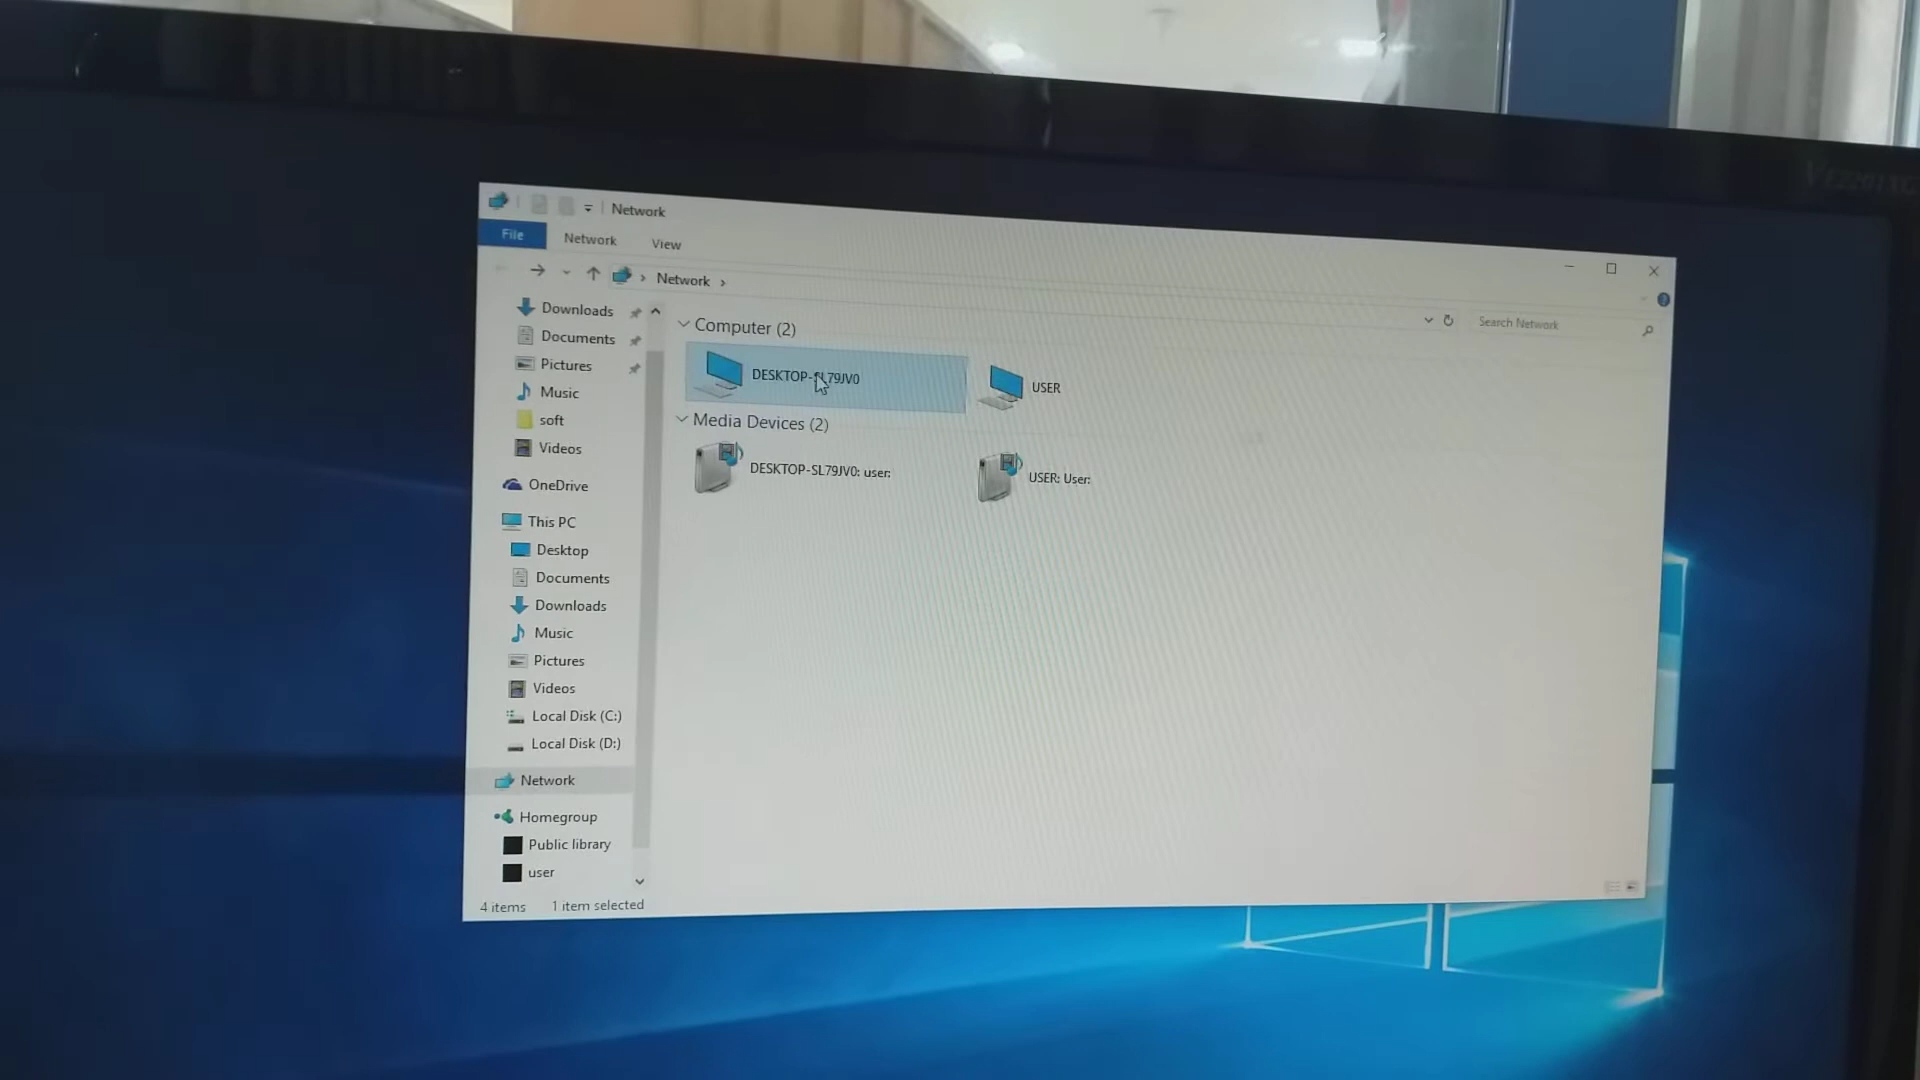 Network
File Network View
Network
Search Network
Downloads
Documents
Pictures
Music
soft
Videos
OneDrive
This PC
Desktop
Documents
Downloads
Music
Pictures
Videos
Local Disk (C:)
Local Disk (D:)
Network
Homegroup
Public library
user
Computer (2)
DESKTOP-SL79JV0
USER
Media Devices (2)
DESKTOP-SL79JV0: user:
USER: User:
4 items 1 item selected